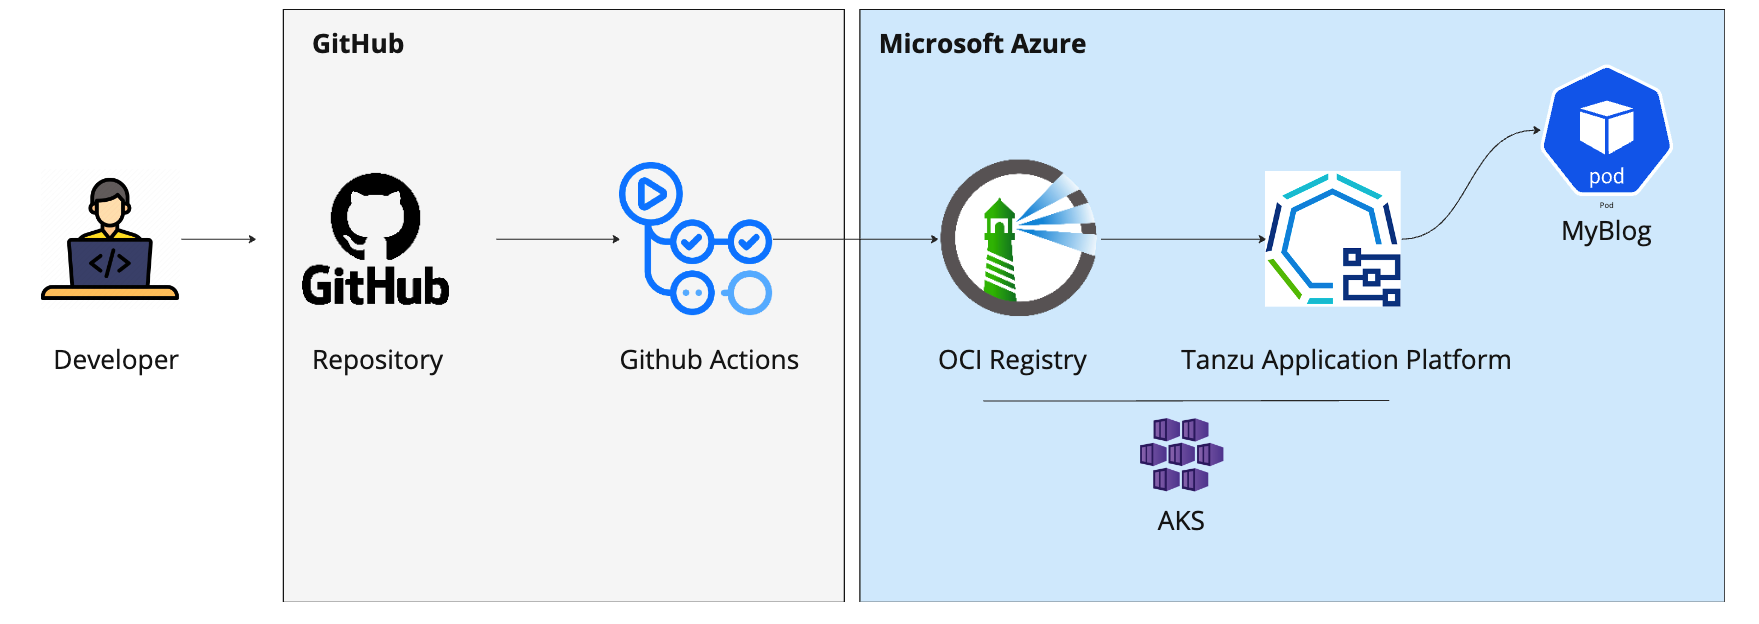 GitHub
Microsoft Azure
pod
Pod
MyBlog
</>
GitHub
Developer
Repository
Github Actions
OCI Registry
Tanzu Application Platform
AKS